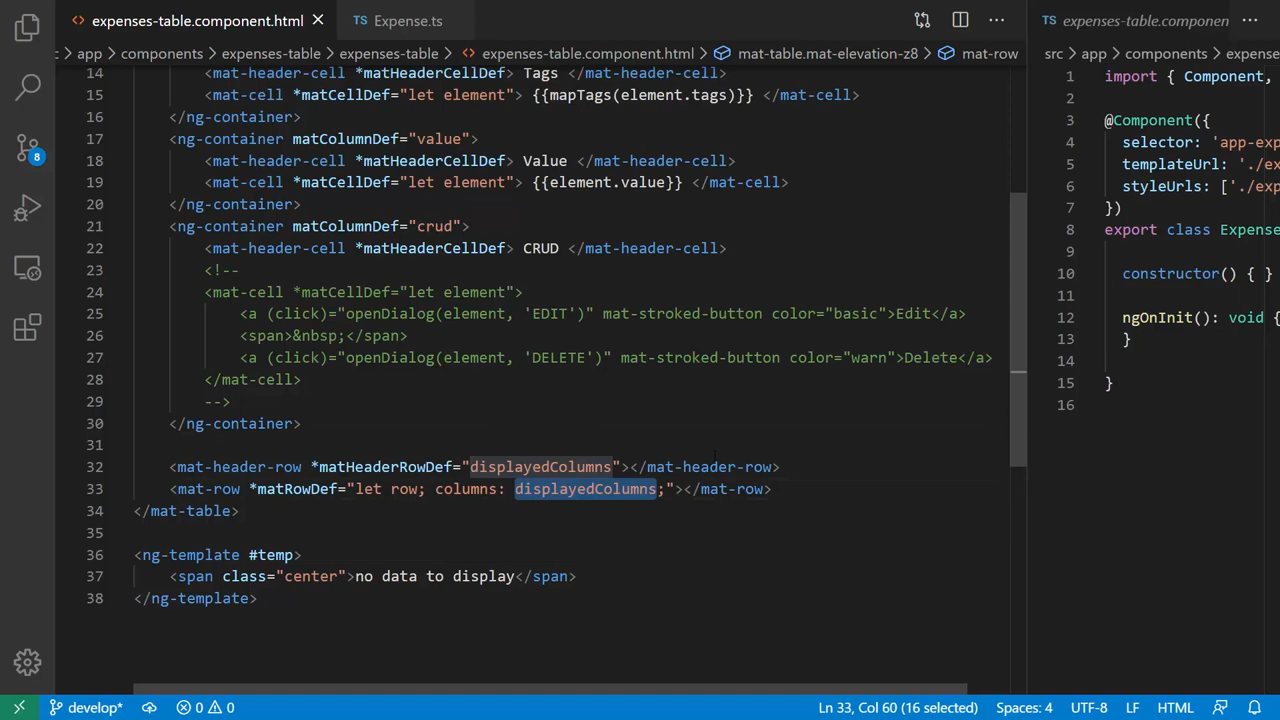 expenses-table.component.html
TS Expense.ts
TS expenses-table.componen
app > components > expenses-table > expenses-table > expenses-table.component.html > mat-table.mat-elevation-z8 > mat-row
src > app > components > expense
14 <mat-header-cell *matHeaderCellDef> Tags </mat-header-cell>
15 <mat-cell *matCellDef="let element"> {{mapTags(element.tags)}} </mat-cell>
16 </ng-container>
17 <ng-container matColumnDef="value">
18 <mat-header-cell *matHeaderCellDef> Value </mat-header-cell>
19 <mat-cell *matCellDef="let element"> {{element.value}} </mat-cell>
20 </ng-container>
21 <ng-container matColumnDef="crud">
22 <mat-header-cell *matHeaderCellDef> CRUD </mat-header-cell>
23 <!--
24 <mat-cell *matCellDef="let element">
25 <a (click)="openDialog(element, 'EDIT')" mat-stroked-button color="basic">Edit</a>
26 <span>&nbsp;</span>
27 <a (click)="openDialog(element, 'DELETE')" mat-stroked-button color="warn">Delete</a>
28 </mat-cell>
29 -->
30 </ng-container>
31
32 <mat-header-row *matHeaderRowDef="displayedColumns"></mat-header-row>
33 <mat-row *matRowDef="let row; columns: displayedColumns;"></mat-row>
34 </mat-table>
35
36 <ng-template #temp>
37 <span class="center">no data to display</span>
38 </ng-template>
1 import { Component,
2
3 @Component({
4 selector: 'app-exp
5 templateUrl: './ex
6 styleUrls: ['./exp
7 })
8 export class Expense
9
10 constructor() { }
11
12 ngOnInit(): void {
13 }
14
15 }
16
8
develop*
0 0
Ln 33, Col 60 (16 selected)
Spaces: 4
UTF-8
LF
HTML